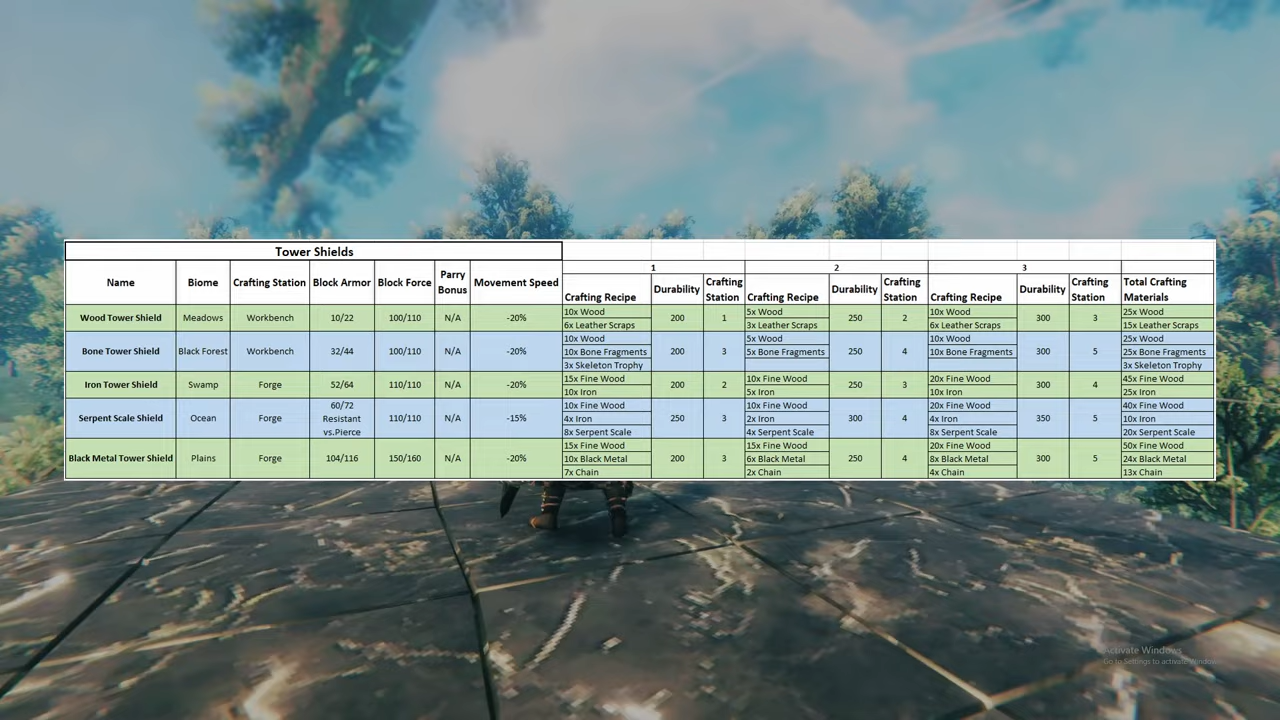 Tower Shields
1 2 3
Name Biome Crafting Station Block Armor Block Force Parry Bonus Movement Speed Crafting Recipe Durability Crafting Station Crafting Recipe Durability Crafting Station Crafting Recipe Durability Crafting Station Total Crafting Materials
Wood Tower Shield Meadows Workbench 10/22 100/110 N/A -20% 10x Wood 200 1 5x Wood 250 2 10x Wood 300 3 25x Wood
6x Leather Scraps 3x Leather Scraps 6x Leather Scraps 15x Leather Scraps
Bone Tower Shield Black Forest Workbench 32/44 100/110 N/A -20% 10x Wood 200 3 5x Wood 250 4 10x Wood 300 5 25x Wood
10x Bone Fragments 5x Bone Fragments 10x Bone Fragments 25x Bone Fragments
3x Skeleton Trophy 3x Skeleton Trophy
Iron Tower Shield Swamp Forge 52/64 110/110 N/A -20% 15x Fine Wood 200 2 10x Fine Wood 250 3 20x Fine Wood 300 4 45x Fine Wood
10x Iron 5x Iron 10x Iron 25x Iron
Serpent Scale Shield Ocean Forge 60/72 Resistant vs.Pierce 110/110 N/A -15% 10x Fine Wood 250 3 10x Fine Wood 300 4 20x Fine Wood 350 5 40x Fine Wood
4x Iron 2x Iron 4x Iron 10x Iron
8x Serpent Scale 4x Serpent Scale 8x Serpent Scale 20x Serpent Scale
Black Metal Tower Shield Plains Forge 104/116 150/160 N/A -20% 15x Fine Wood 200 3 15x Fine Wood 250 4 20x Fine Wood 300 5 50x Fine Wood
10x Black Metal 6x Black Metal 8x Black Metal 24x Black Metal
7x Chain 2x Chain 4x Chain 13x Chain
Activate Windows
Go to Settings to activate Windows.